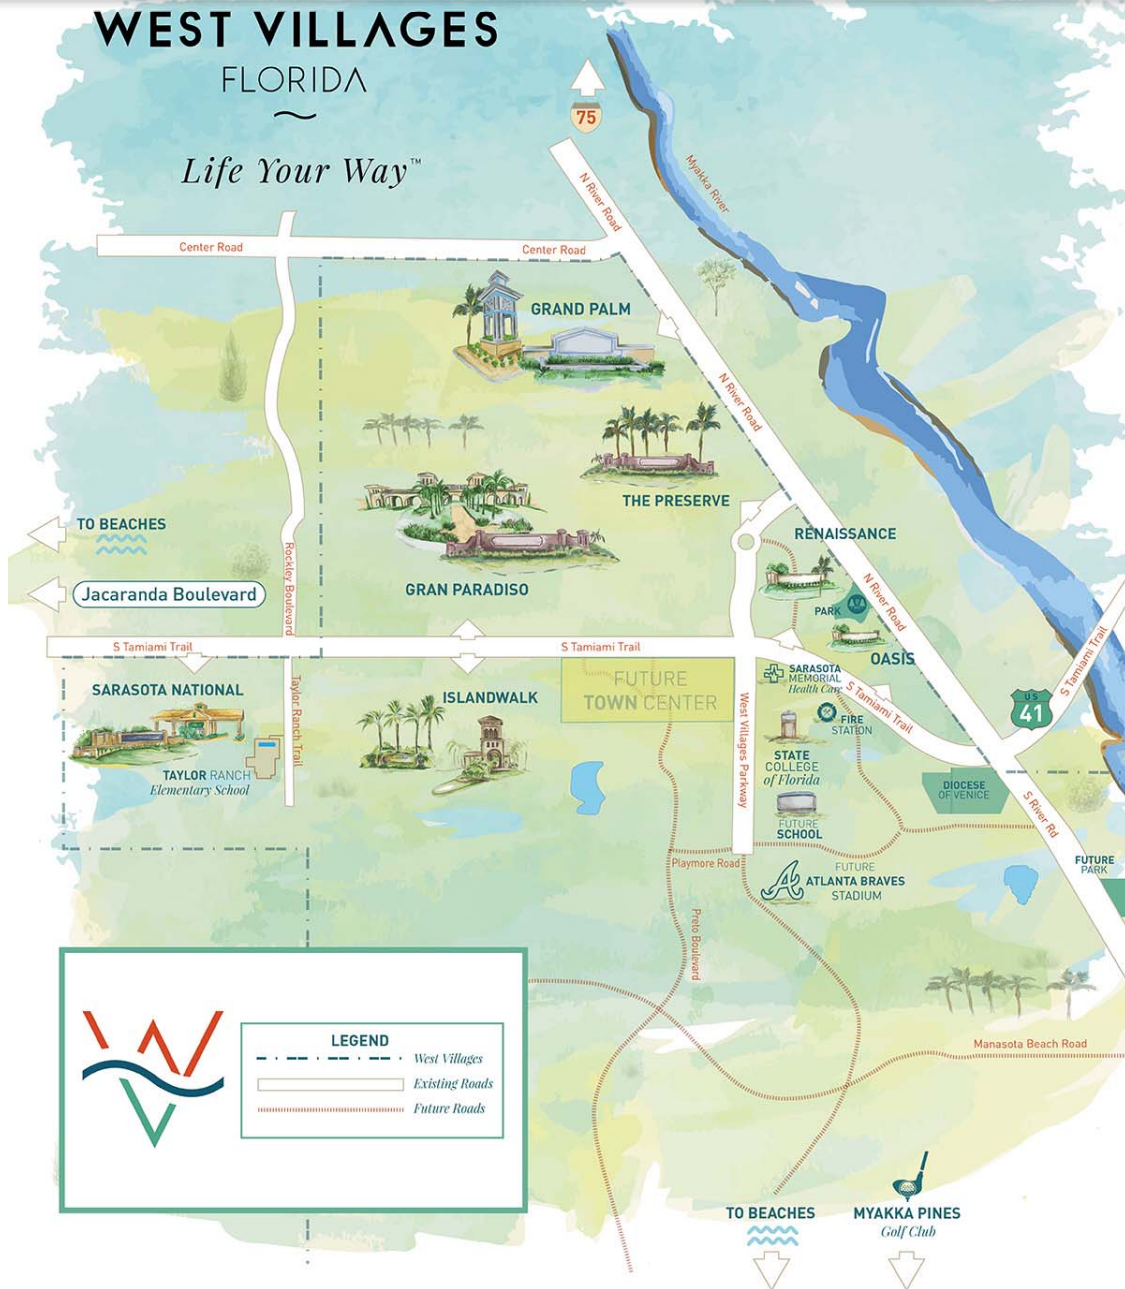 WEST VILLAGES
FLORIDA
Life Your Way™
75
N River Road
Myakka River
Center Road
Center Road
GRAND PALM
N River Road
THE PRESERVE
TO BEACHES
RENAISSANCE
Jacaranda Boulevard
Rockley Boulevard
GRAN PARADISO
PARK
N River Road
S Tamiami Trail
S Tamiami Trail
OASIS
S Tamiami Trail
SARASOTA NATIONAL
Taylor Ranch Trail
ISLANDWALK
FUTURE
TOWN CENTER
SARASOTA
MEMORIAL
Health Care
S Tamiami Trail
U.S.
41
FIRE
STATION
West Villages Parkway
TAYLOR RANCH
Elementary School
STATE
COLLEGE
of Florida
DIOCESE
OF VENICE
S River Rd
FUTURE
SCHOOL
Playmore Road
FUTURE
ATLANTA BRAVES
STADIUM
A
FUTURE
PARK
Preto Boulevard
Manasota Beach Road
LEGEND
West Villages
Existing Roads
Future Roads
TO BEACHES
MYAKKA PINES
Golf Club